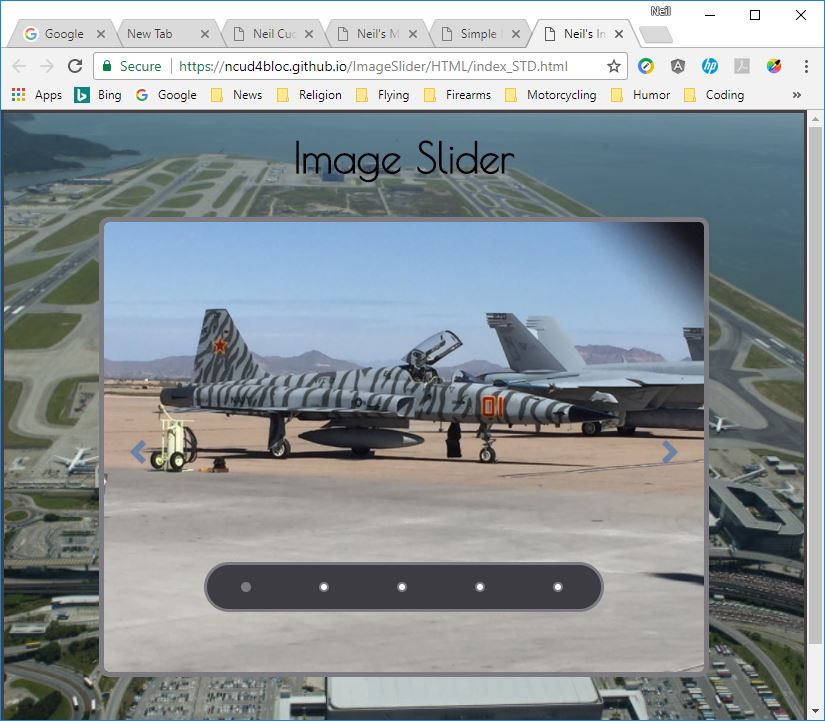 Neil
Google New Tab Neil Cud Neil's M Simple I Neil's In
Secure https://ncud4bloc.github.io/ImageSlider/HTML/index_STD.html
Apps Bing Google News Religion Flying Firearms Motorcycling Humor Coding »
Image Slider
01